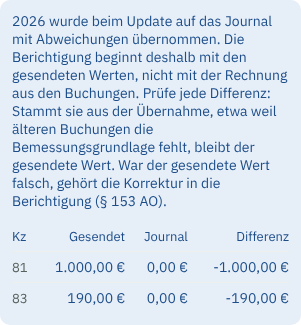 2026 wurde beim Update auf das Journal
mit Abweichungen übernommen. Die
Berichtigung beginnt deshalb mit den
gesendeten Werten, nicht mit der Rechnung
aus den Buchungen. Prüfe jede Differenz:
Stammt sie aus der Übernahme, etwa weil
älteren Buchungen die
Bemessungsgrundlage fehlt, bleibt der
gesendete Wert. War der gesendete Wert
falsch, gehört die Korrektur in die
Berichtigung (§ 153 AO).
Kz Gesendet Journal Differenz
81 1.000,00 € 0,00 € -1.000,00 €
83 190,00 € 0,00 € -190,00 €